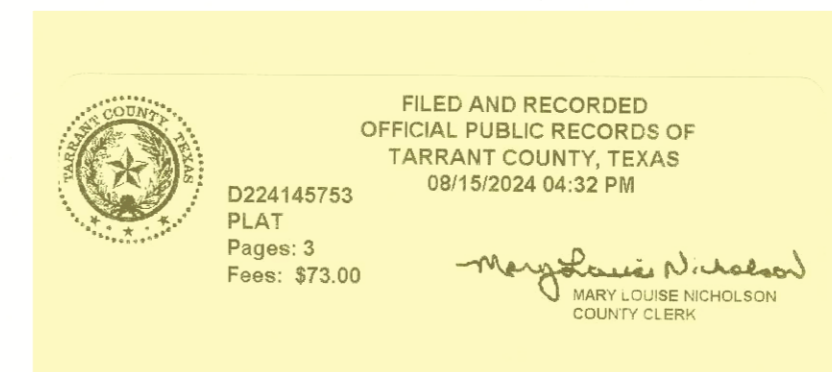 TARRANT COUNTY, TEXAS
FILED AND RECORDED
OFFICIAL PUBLIC RECORDS OF
TARRANT COUNTY, TEXAS
08/15/2024 04:32 PM
D224145753
PLAT
Pages: 3
Fees: $73.00
Mary Louise Nicholson
MARY LOUISE NICHOLSON
COUNTY CLERK